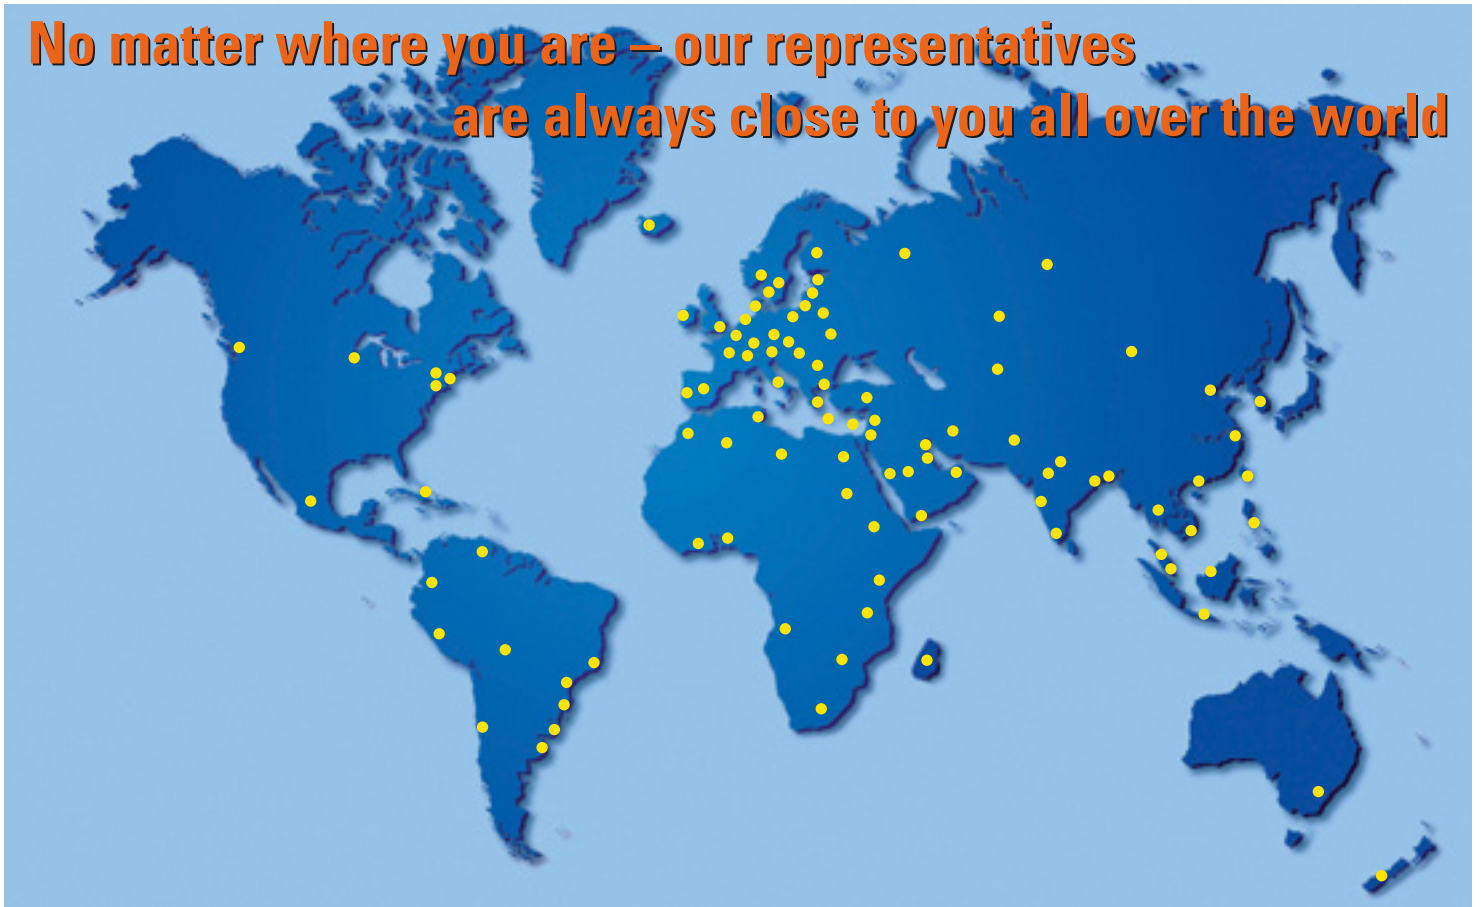 No matter where you are – our representatives
are always close to you all over the world